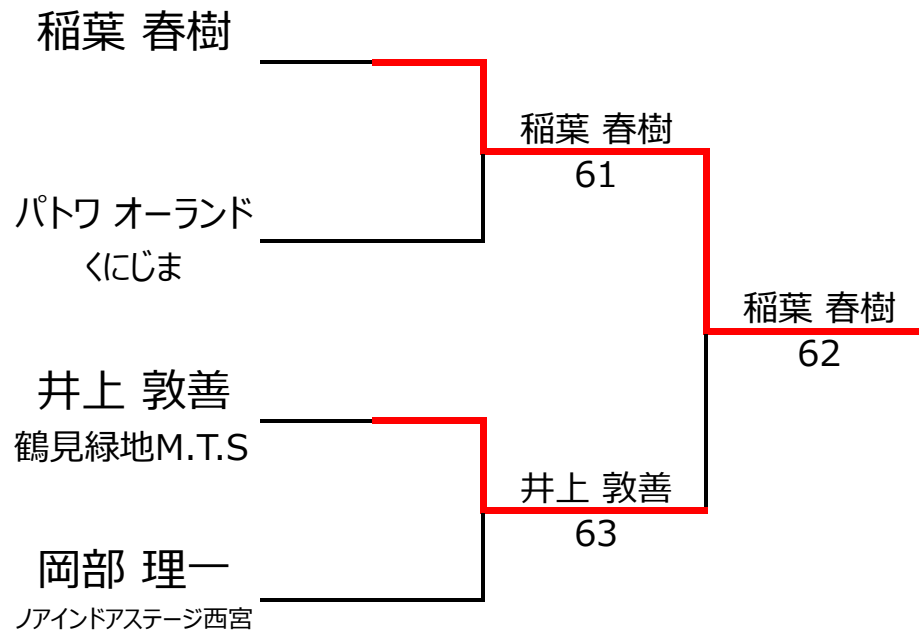 稲葉 春樹
パトワ オーランド
くにじま
井上 敦善
鶴見緑地M.T.S
岡部 理一
ノアインドアステージ西宮
稲葉 春樹
61
井上 敦善
63
稲葉 春樹
62